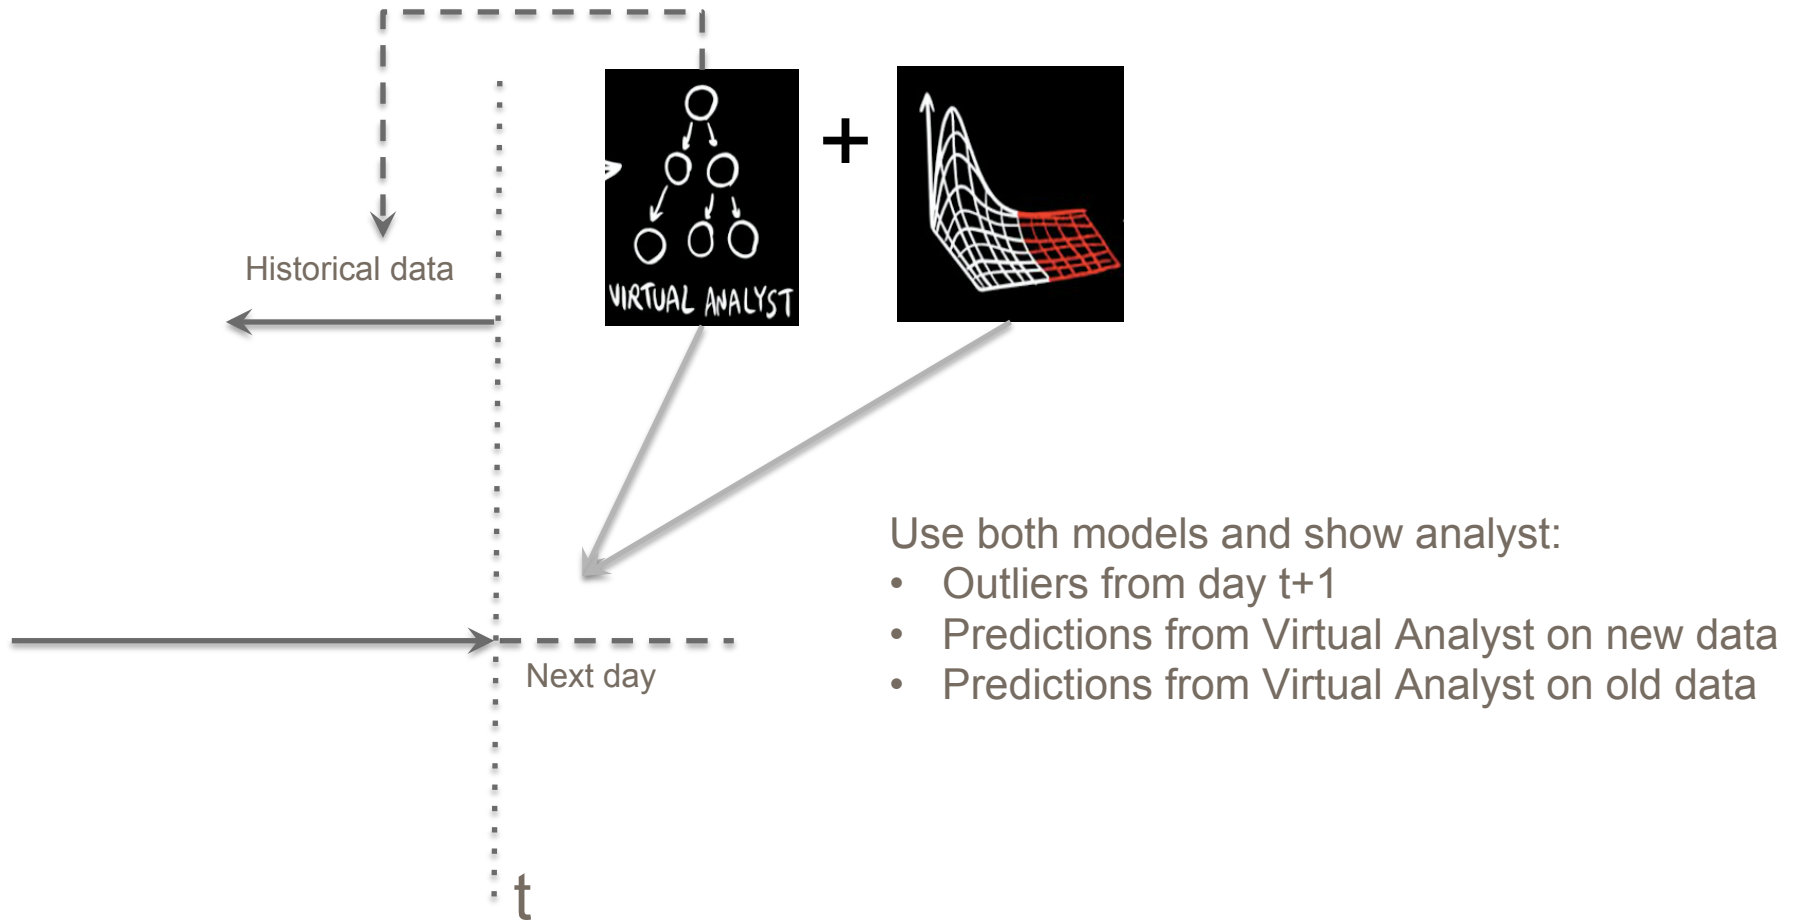 +
Historical data
VIRTUAL ANALYST
Use both models and show analyst:
• Outliers from day t+1
• Predictions from Virtual Analyst on new data
• Predictions from Virtual Analyst on old data
Next day
t